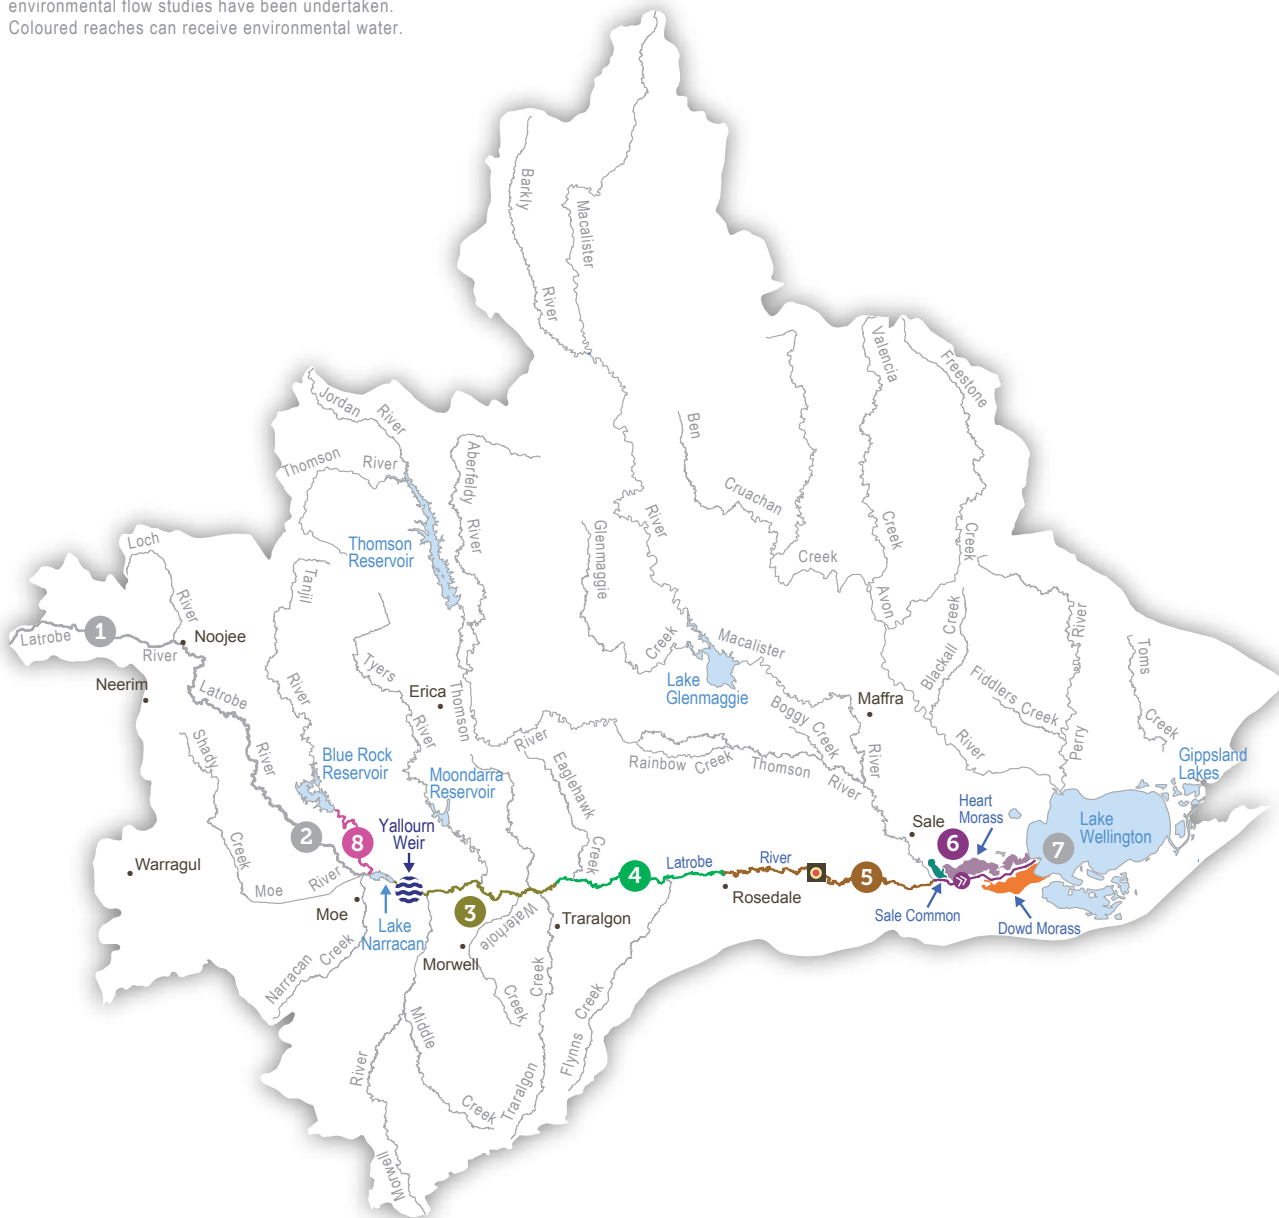 environmental flow studies have been undertaken.
Coloured reaches can receive environmental water.
Barkly
River
Macalister
Valencia
Freestone
Jordan
River
Ben
Thomson
River
Aberfeldy
River
Cruachan
River
Creek
Creek
Thomson
Reservoir
Glenmaggie
Creek
Loch
River
Tanjil
Avon
Blackall Creek
River
1
Latrobe
River
Noojee
Creek
Macalister
Toms
Creek
Neerim
Latrobe
River
River
Tyers
River
Erica
Thomson
Lake
Glenmaggie
Fiddlers Creek
Perry
Maffra
Boggy Creek
River
River
Shady
Creek
Blue Rock
Reservoir
Moondarra
Reservoir
River
Eaglehawk
Creek
Rainbow Creek
Thomson
River
Gippsland
Lakes
Heart
Morass
Lake
Wellington
Sale
6
7
2
8
Yallourn
Weir
Warragul
Moe
River
4
Latrobe
River
5
Rosedale
Sale Common
Dowd Morass
Moe
Lake
Narracan
3
Waterhole
Creek
Traralgon
Morwell
Narracan Creek
Flynns Creek
Middle
Creek
River
Traralgon
Creek
Morwell